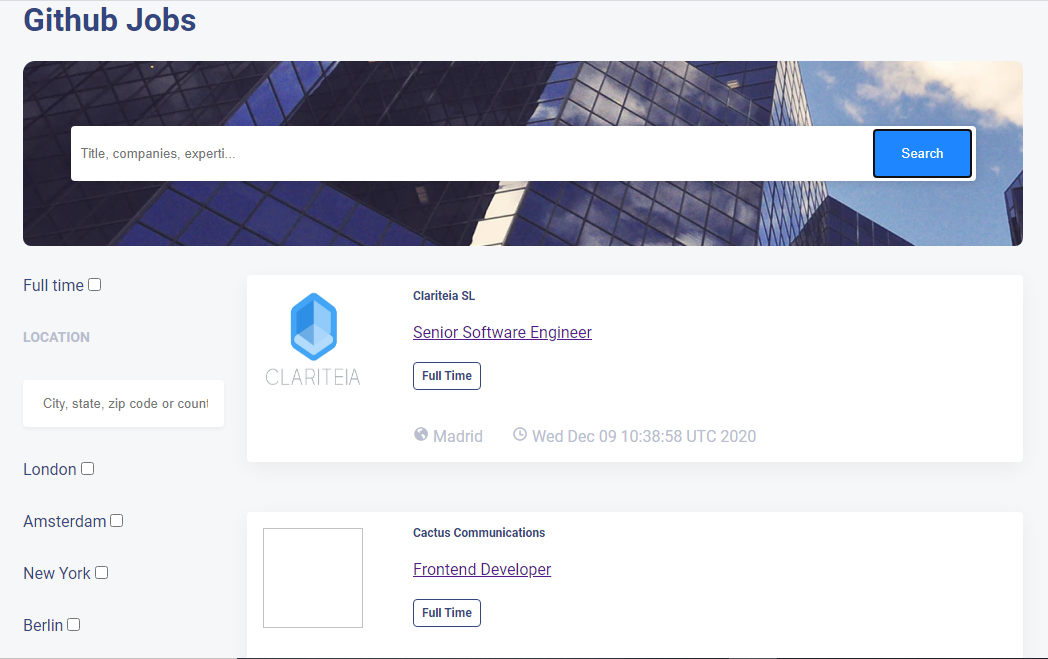 Github Jobs
Title, companies, experti...
Search
Full time
LOCATION
City, state, zip code or count
London
Amsterdam
New York
Berlin
CLARITEIA
Clariteia SL
Senior Software Engineer
Full Time
Madrid
Wed Dec 09 10:38:58 UTC 2020
Cactus Communications
Frontend Developer
Full Time